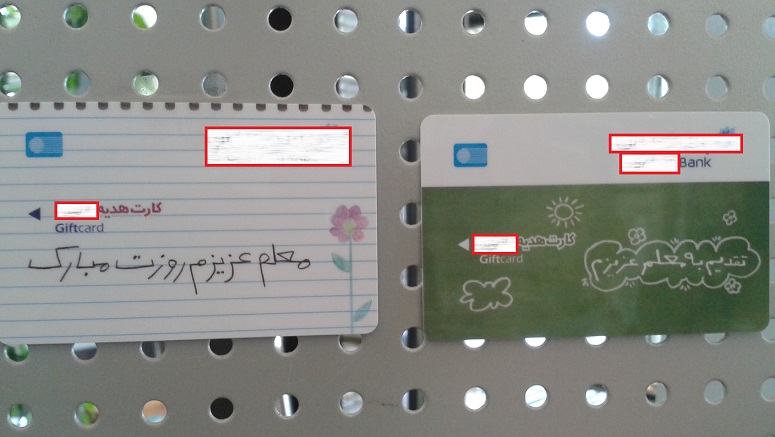 کارت هدیه
Giftcard
معلم عزیزم روزت مبارک
Bank
کارت هدیه
Giftcard
تقدیم به معلم عزیزم